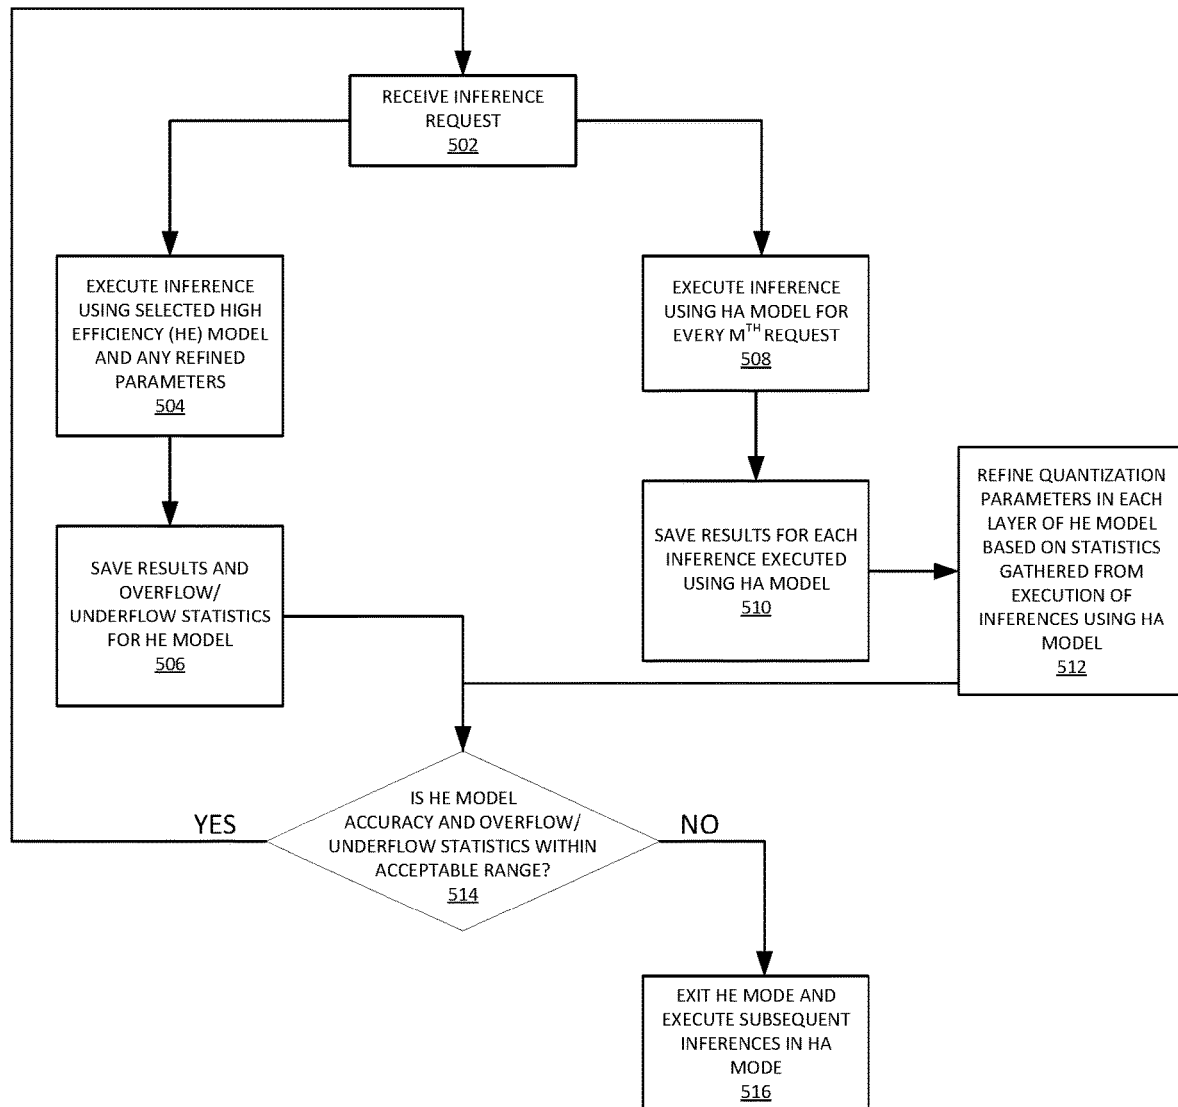 RECEIVE INFERENCE
REQUEST
502
EXECUTE INFERENCE
USING SELECTED HIGH
EFFICIENCY (HE) MODEL
AND ANY REFINED
PARAMETERS
504
EXECUTE INFERENCE
USING HA MODEL FOR
EVERY MTH REQUEST
508
SAVE RESULTS AND
OVERFLOW/
UNDERFLOW STATISTICS
FOR HE MODEL
506
SAVE RESULTS FOR EACH
INFERENCE EXECUTED
USING HA MODEL
510
REFINE QUANTIZATION
PARAMETERS IN EACH
LAYER OF HE MODEL
BASED ON STATISTICS
GATHERED FROM
EXECUTION OF
INFERENCES USING HA
MODEL
512
YES
IS HE MODEL
ACCURACY AND OVERFLOW/
UNDERFLOW STATISTICS WITHIN
ACCEPTABLE RANGE?
514
NO
EXIT HE MODE AND
EXECUTE SUBSEQUENT
INFERENCES IN HA
MODE
516